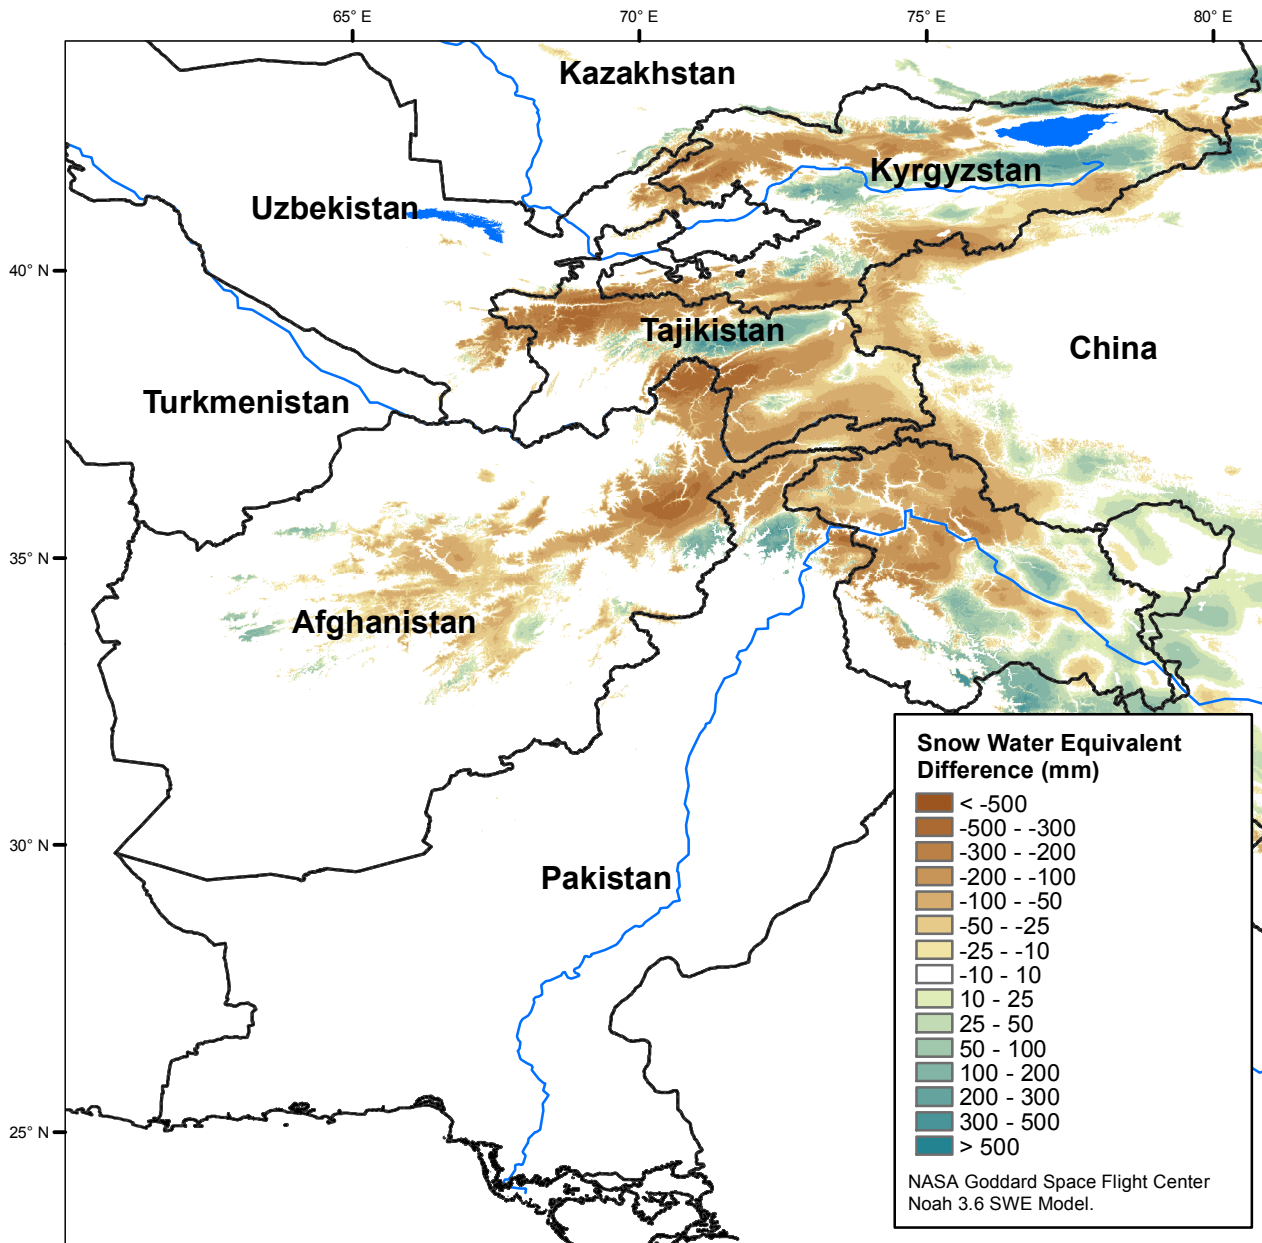 65° E
70° E
75° E
80° E
Kazakhstan
Kyrgyzstan
Uzbekistan
40° N
Tajikistan
China
Turkmenistan
35° N
Afghanistan
Snow Water Equivalent
Difference (mm)
< -500
-500 - -300
-300 - -200
-200 - -100
-100 - -50
-50 - -25
-25 - -10
-10 - 10
10 - 25
25 - 50
50 - 100
100 - 200
200 - 300
300 - 500
> 500
NASA Goddard Space Flight Center
Noah 3.6 SWE Model.
30° N
Pakistan
25° N